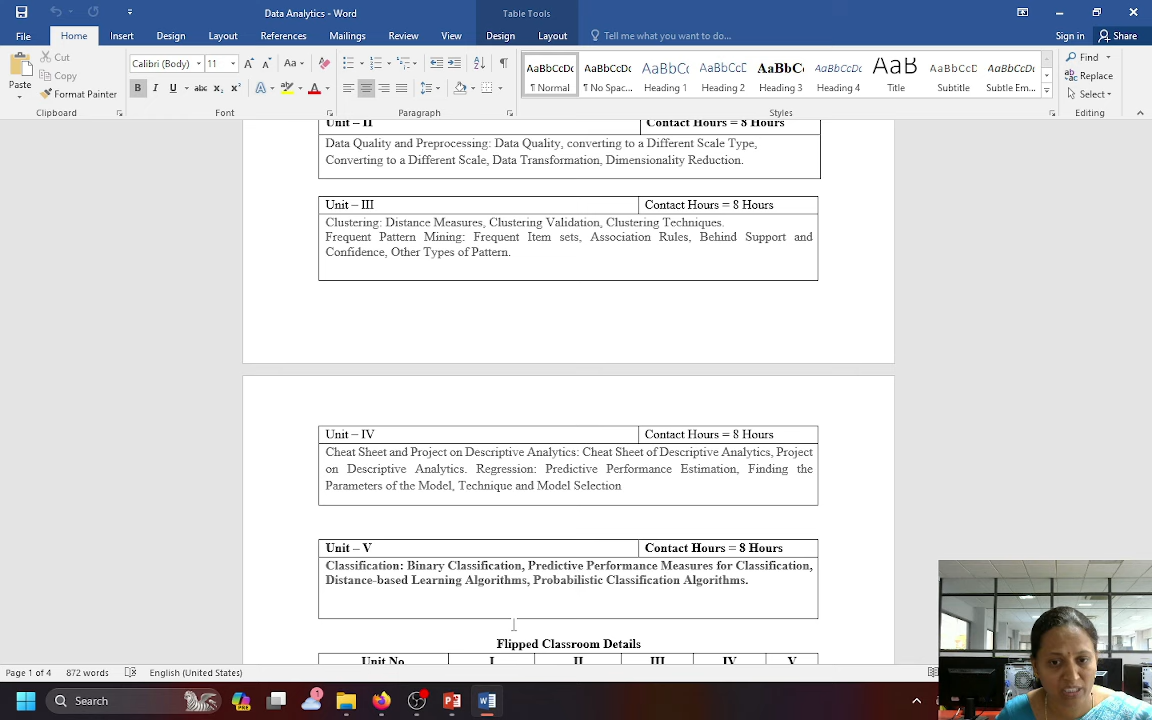 Data Analytics - Word
Table Tools
File
Home
Insert
Design
Layout
References
Mailings
Review
View
Design
Layout
Tell me what you want to do...
Sign in
Share
Paste
Cut
Copy
Format Painter
Calibri (Body)
11
AaBbCcDc
¶ Normal
AaBbCcDc
¶ No Spac...
AaBbCc
Heading 1
AaBbCcC
Heading 2
AaBbCc
Heading 3
AaBbCcC
Heading 4
AaB
Title
AaBbCcD
Subtitle
AaBbCcD
Subtle Em...
Find
Replace
Select
Clipboard
Font
Paragraph
Styles
Editing
Unit – II
Contact Hours = 8 Hours
Data Quality and Preprocessing: Data Quality, converting to a Different Scale Type,
Converting to a Different Scale, Data Transformation, Dimensionality Reduction.
Unit – III
Contact Hours = 8 Hours
Clustering: Distance Measures, Clustering Validation, Clustering Techniques.
Frequent Pattern Mining: Frequent Item sets, Association Rules, Behind Support and
Confidence, Other Types of Pattern.
Unit – IV
Contact Hours = 8 Hours
Cheat Sheet and Project on Descriptive Analytics: Cheat Sheet of Descriptive Analytics, Project
on Descriptive Analytics. Regression: Predictive Performance Estimation, Finding the
Parameters of the Model, Technique and Model Selection
Unit – V
Contact Hours = 8 Hours
Classification: Binary Classification, Predictive Performance Measures for Classification,
Distance-based Learning Algorithms, Probabilistic Classification Algorithms.
Flipped Classroom Details
Unit No
I
II
III
IV
V
Page 1 of 4
872 words
English (United States)
Search